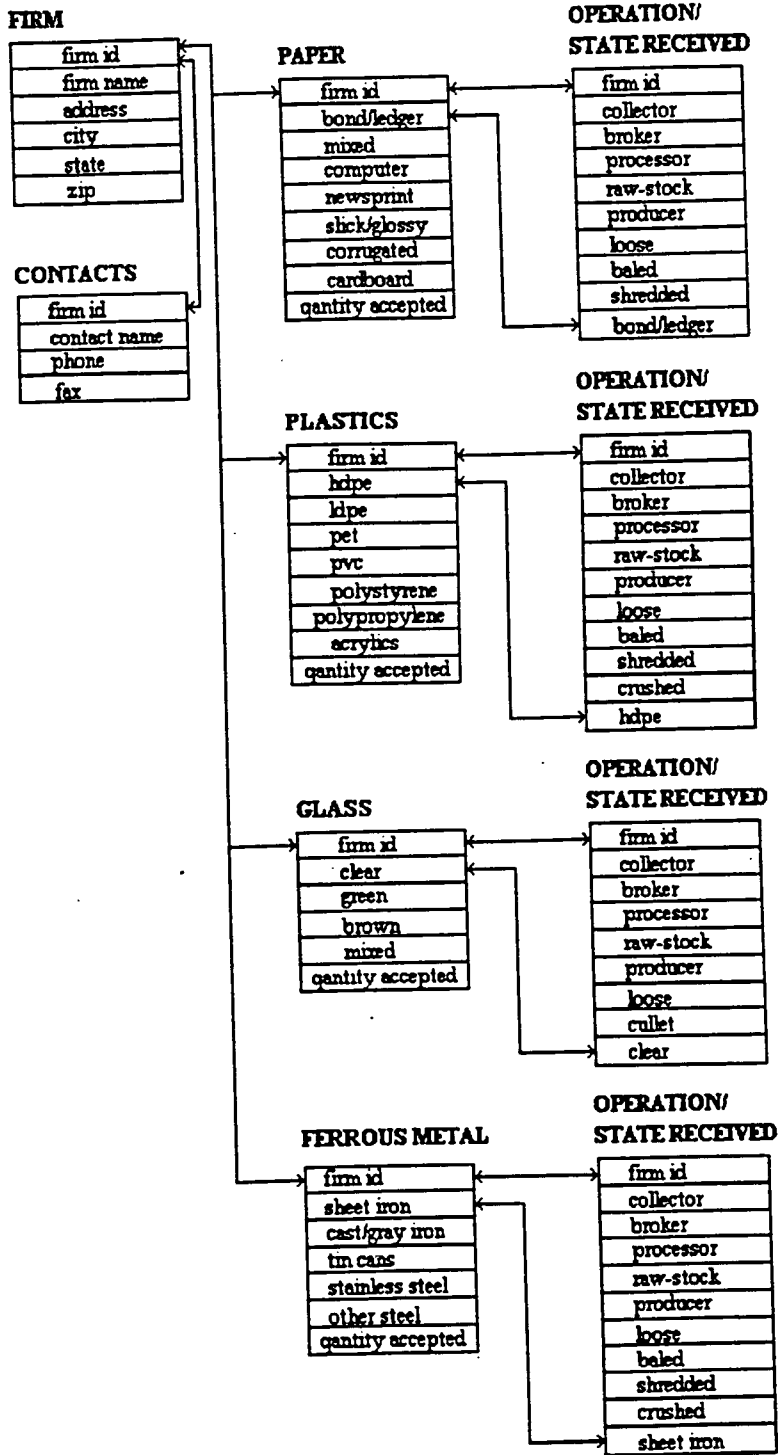 FIRM
firm id
firm name
address
city
state
zip
CONTACTS
firm id
contact name
phone
fax
PAPER
firm id
bond/ledger
mixed
computer
newsprint
slick/glossy
corrugated
cardboard
qantity accepted
OPERATION/
STATE RECEIVED
firm id
collector
broker
processor
raw-stock
producer
loose
baled
shredded
bond/ledger
PLASTICS
firm id
hdpe
ldpe
pet
pvc
polystyrene
polypropylene
acrylics
qantity accepted
OPERATION/
STATE RECEIVED
firm id
collector
broker
processor
raw-stock
producer
loose
baled
shredded
crushed
hdpe
GLASS
firm id
clear
green
brown
mixed
qantity accepted
OPERATION/
STATE RECEIVED
firm id
collector
broker
processor
raw-stock
producer
loose
cullet
clear
FERROUS METAL
firm id
sheet iron
cast/gray iron
tin cans
stainless steel
other steel
qantity accepted
OPERATION/
STATE RECEIVED
firm id
collector
broker
processor
raw-stock
producer
loose
baled
shredded
crushed
sheet iron